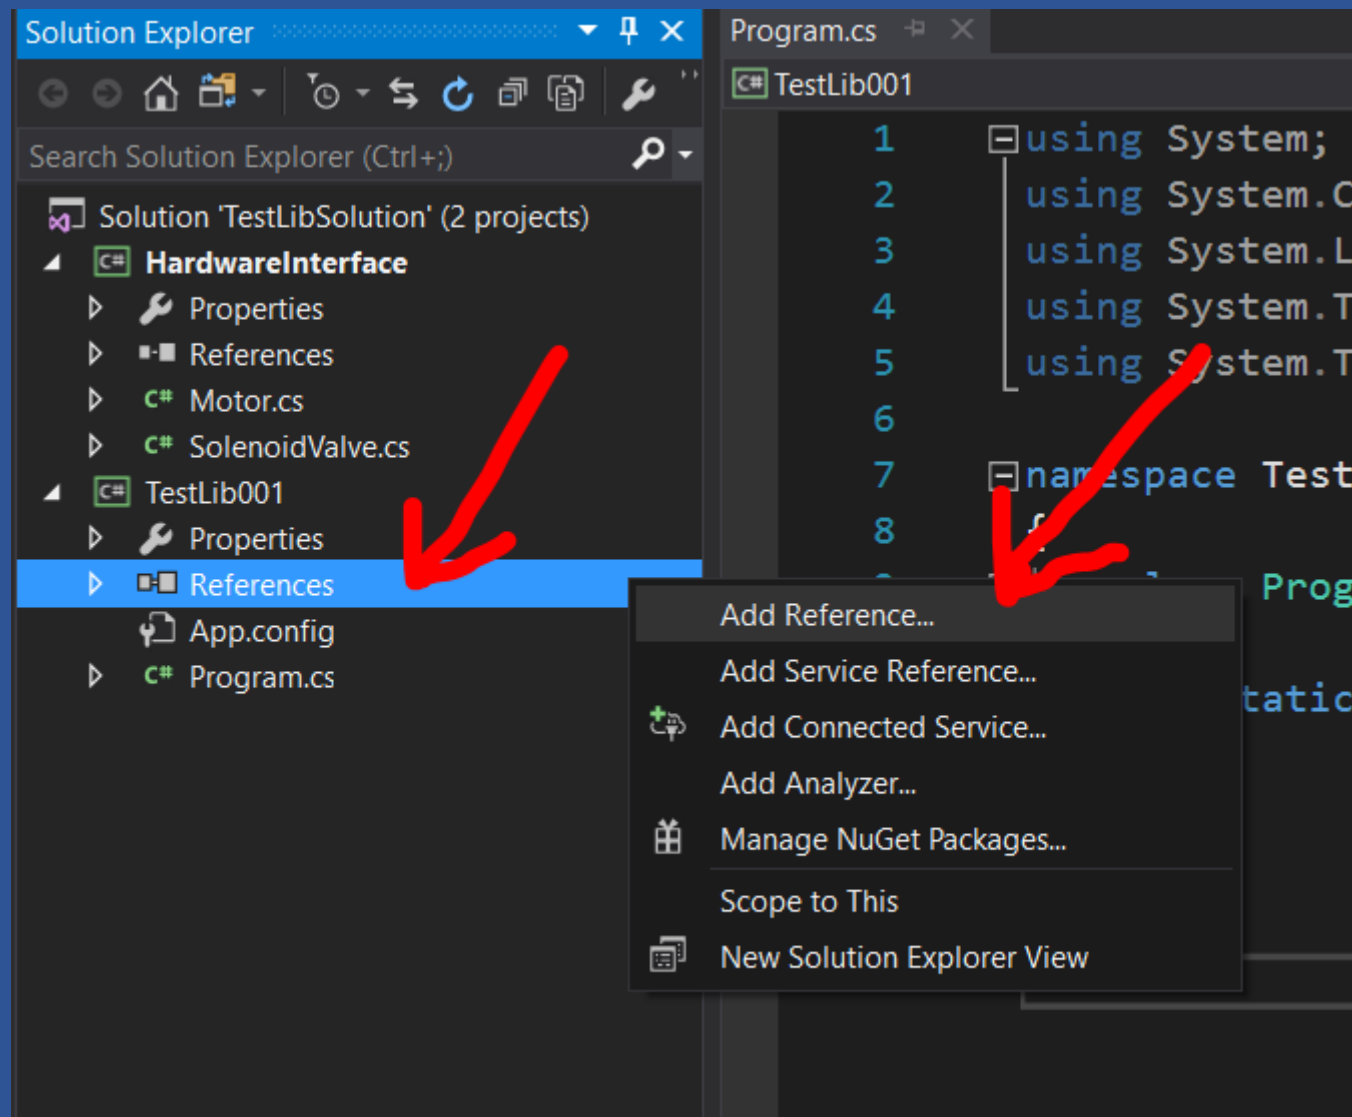 Solution Explorer
Search Solution Explorer (Ctrl+;)
Solution 'TestLibSolution' (2 projects)
C# HardwareInterface
Properties
References
C# Motor.cs
C# SolenoidValve.cs
C# TestLib001
Properties
References
App.config
C# Program.cs
Add Reference...
Add Service Reference...
Add Connected Service...
Add Analyzer...
Manage NuGet Packages...
Scope to This
New Solution Explorer View
Program.cs
C# TestLib001
1 using System;
2 using System.C
3 using System.L
4 using System.T
5 using System.T
6
7 namespace Test
8 {
Prog
tatic